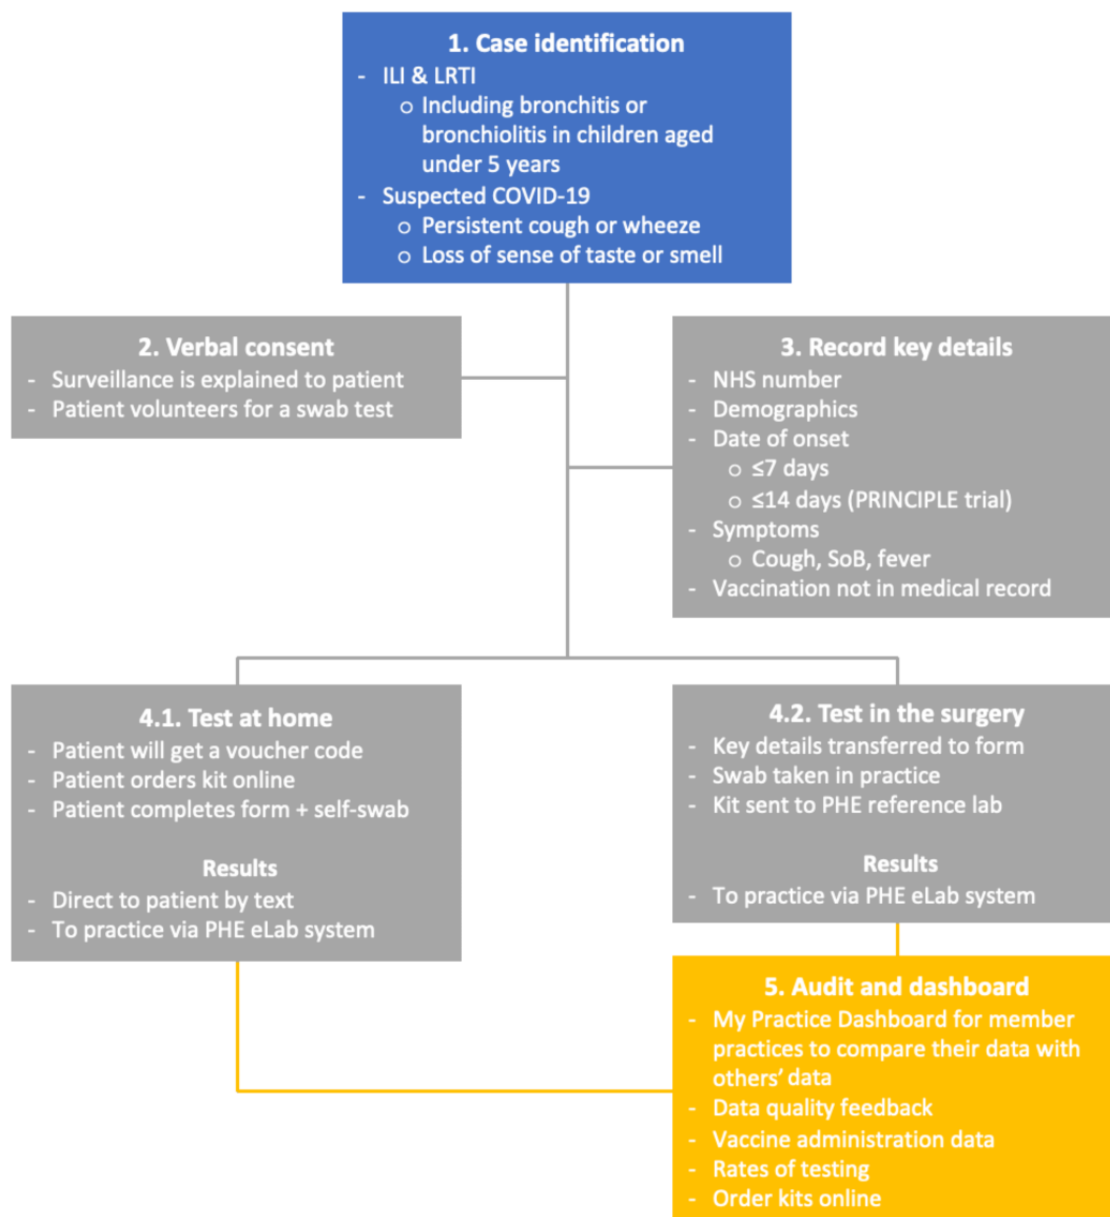 1. Case identification
- ILI & LRTI
o Including bronchitis or
bronchiolitis in children aged
under 5 years
- Suspected COVID-19
o Persistent cough or wheeze
o Loss of sense of taste or smell
2. Verbal consent
- Surveillance is explained to patient
- Patient volunteers for a swab test
3. Record key details
- NHS number
- Demographics
- Date of onset
o ≤7 days
o ≤14 days (PRINCIPLE trial)
- Symptoms
o Cough, SoB, fever
- Vaccination not in medical record
4.1. Test at home
- Patient will get a voucher code
- Patient orders kit online
- Patient completes form + self-swab
Results
- Direct to patient by text
- To practice via PHE eLab system
4.2. Test in the surgery
- Key details transferred to form
- Swab taken in practice
- Kit sent to PHE reference lab
Results
- To practice via PHE eLab system
5. Audit and dashboard
- My Practice Dashboard for member
practices to compare their data with
others’ data
- Data quality feedback
- Vaccine administration data
- Rates of testing
- Order kits online